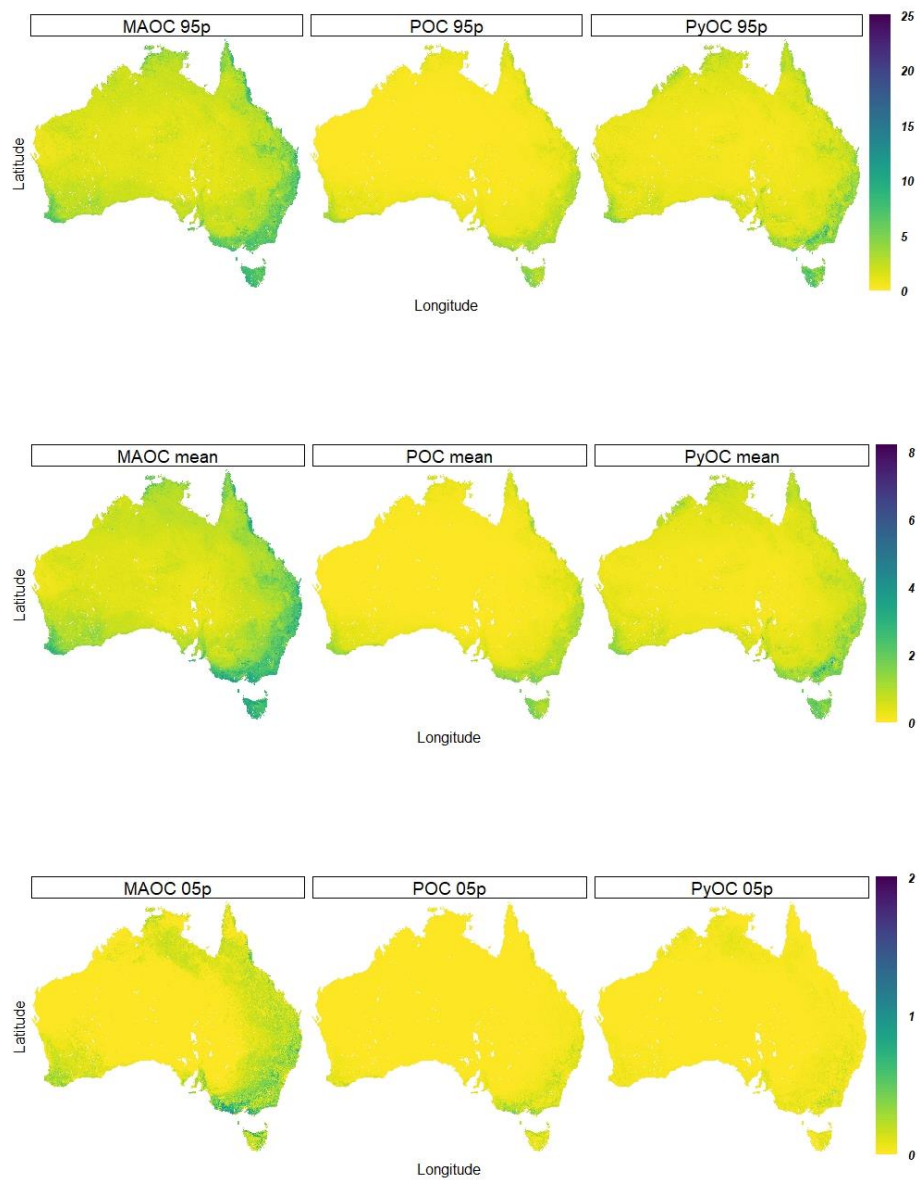 MAOC 95p POC 95p PyOC 95p
25
20
15
10
5
0
Latitude
Longitude
MAOC mean POC mean PyOC mean
8
6
4
2
0
Latitude
Longitude
MAOC 05p POC 05p PyOC 05p
2
1
0
Latitude
Longitude